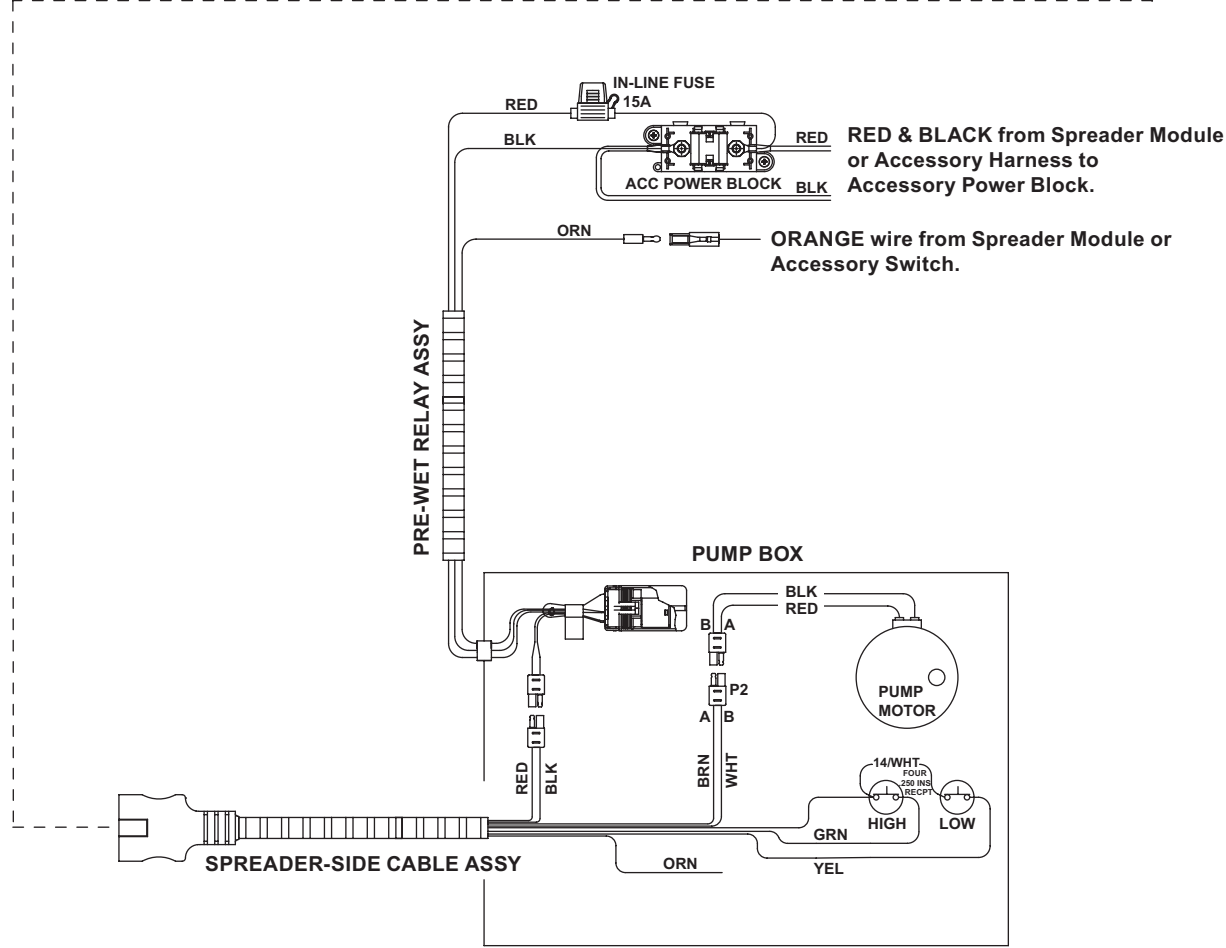 IN-LINE FUSE
15A
RED
BLK
RED
ACC POWER BLOCK
BLK
RED & BLACK from Spreader Module
or Accessory Harness to
Accessory Power Block.
ORN
ORANGE wire from Spreader Module or
Accessory Switch.
PRE-WET RELAY ASSY
PUMP BOX
BLK
RED
B A
P2
A B
PUMP
MOTOR
RED
BLK
BRN
WHT
14/WHT
FOUR
.250 INS
RECPT
HIGH
LOW
GRN
YEL
ORN
SPREADER-SIDE CABLE ASSY